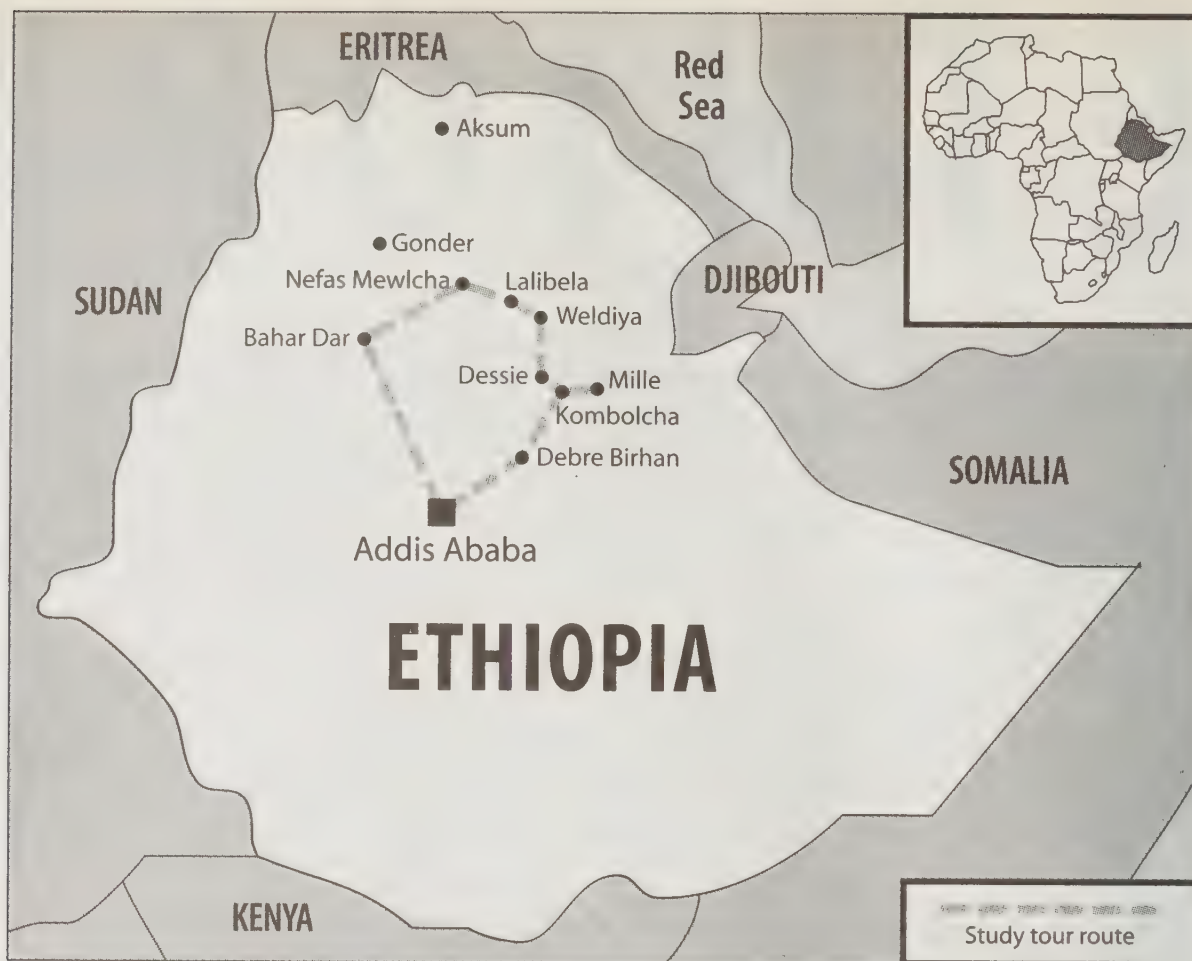 ERITREA
Red
Sea
Aksum
Gonder
Nefas Mewlcha
Lalibela
DJIBOUTI
SUDAN
Weldiya
Bahar Dar
Dessie
Mille
Kombolcha
Debre Birhan
SOMALIA
Addis Ababa
ETHIOPIA
KENYA
Study tour route